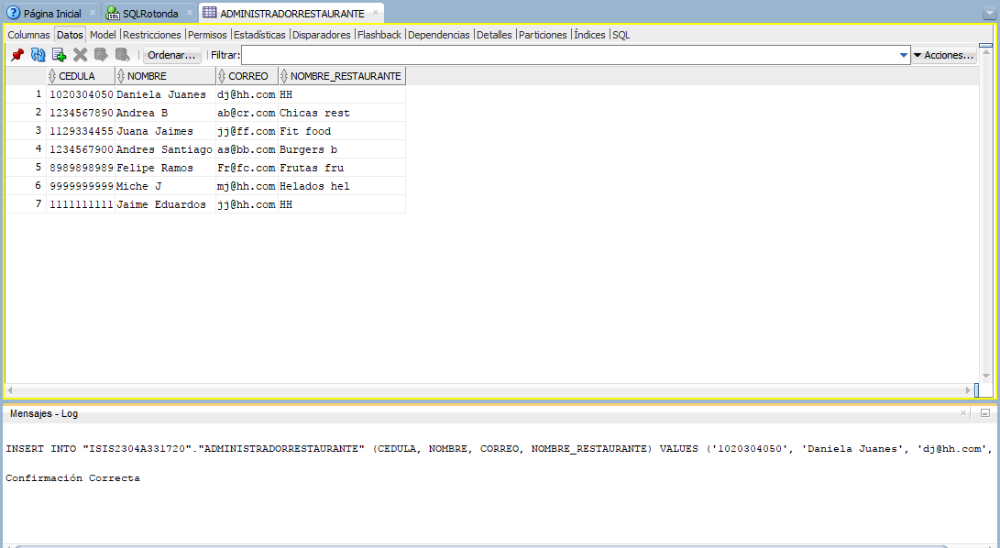 Página Inicial SQLRotonda ADMINISTRADORRESTAURANTE
Columnas Datos Model Restricciones Permisos Estadísticas Disparadores Flashback Dependencias Detalles Particiones Índices SQL
Ordenar... Filtrar: Acciones...
CEDULA NOMBRE CORREO NOMBRE_RESTAURANTE
1 1020304050 Daniela Juanes dj@hh.com HH
2 1234567890 Andrea B ab@cr.com Chicas rest
3 1129334455 Juana Jaimes jj@ff.com Fit food
4 1234567900 Andres Santiago as@bb.com Burgers b
5 8989898989 Felipe Ramos Fr@fc.com Frutas fru
6 9999999999 Miche J mj@hh.com Helados hel
7 1111111111 Jaime Eduardos jj@hh.com HH
Mensajes - Log
INSERT INTO "ISIS2304A331720"."ADMINISTRADORRESTAURANTE" (CEDULA, NOMBRE, CORREO, NOMBRE_RESTAURANTE) VALUES ('1020304050', 'Daniela Juanes', 'dj@hh.com',
Confirmación Correcta